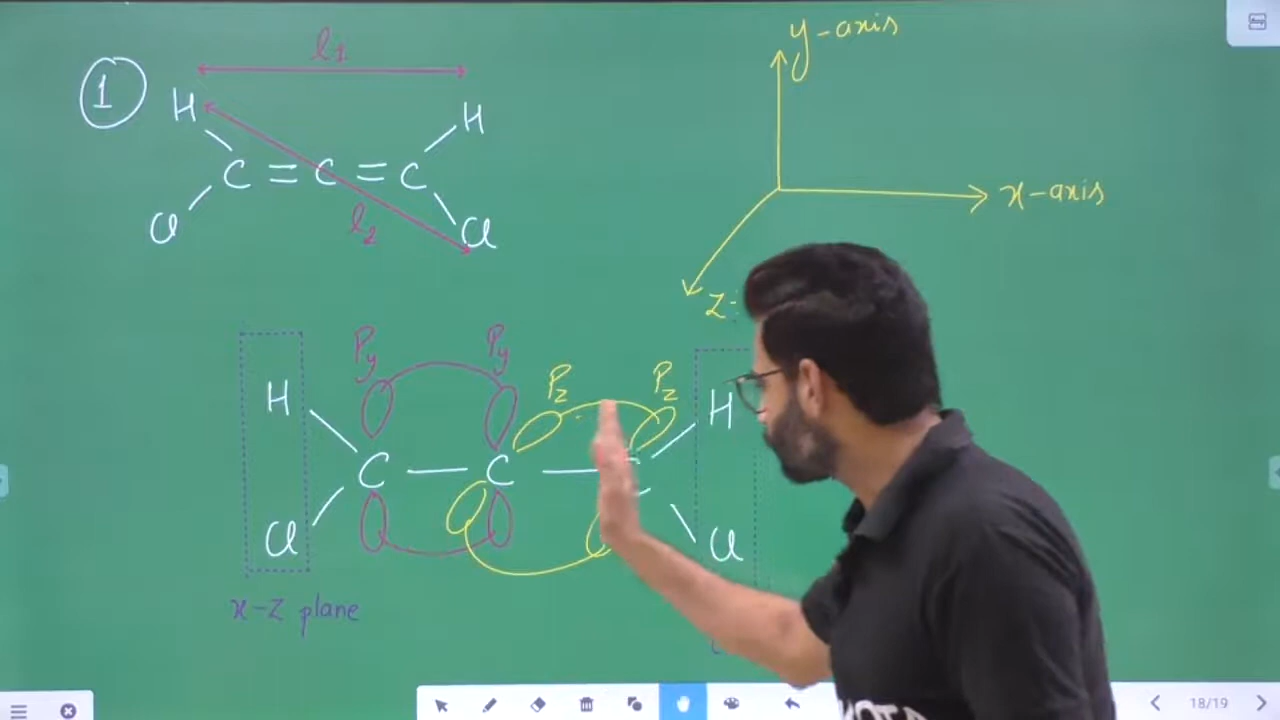 y-axis
l1
1
H H
C = C = C
Cl l2 Cl
x-axis
z-
Py Py Pz Pz
H H
C — C —
Cl Cl
x-z plane
18/19